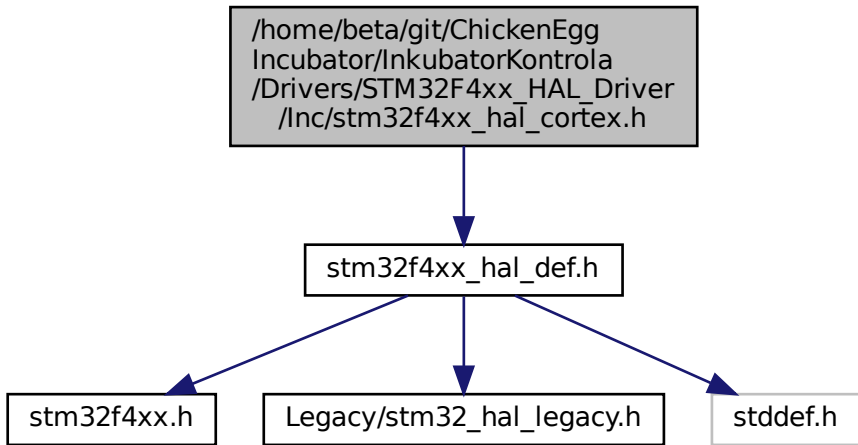 /home/beta/git/ChickenEgg
Incubator/InkubatorKontrola
/Drivers/STM32F4xx_HAL_Driver
/Inc/stm32f4xx_hal_cortex.h
stm32f4xx_hal_def.h
stm32f4xx.h
Legacy/stm32_hal_legacy.h
stddef.h